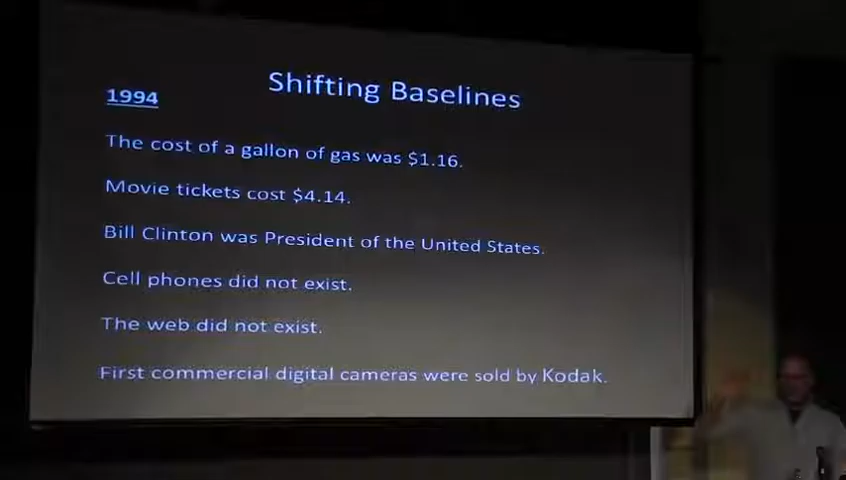 Shifting Baselines
1994
The cost of a gallon of gas was $1.16.
Movie tickets cost $4.14.
Bill Clinton was President of the United States.
Cell phones did not exist.
The web did not exist.
First commercial digital cameras were sold by Kodak.